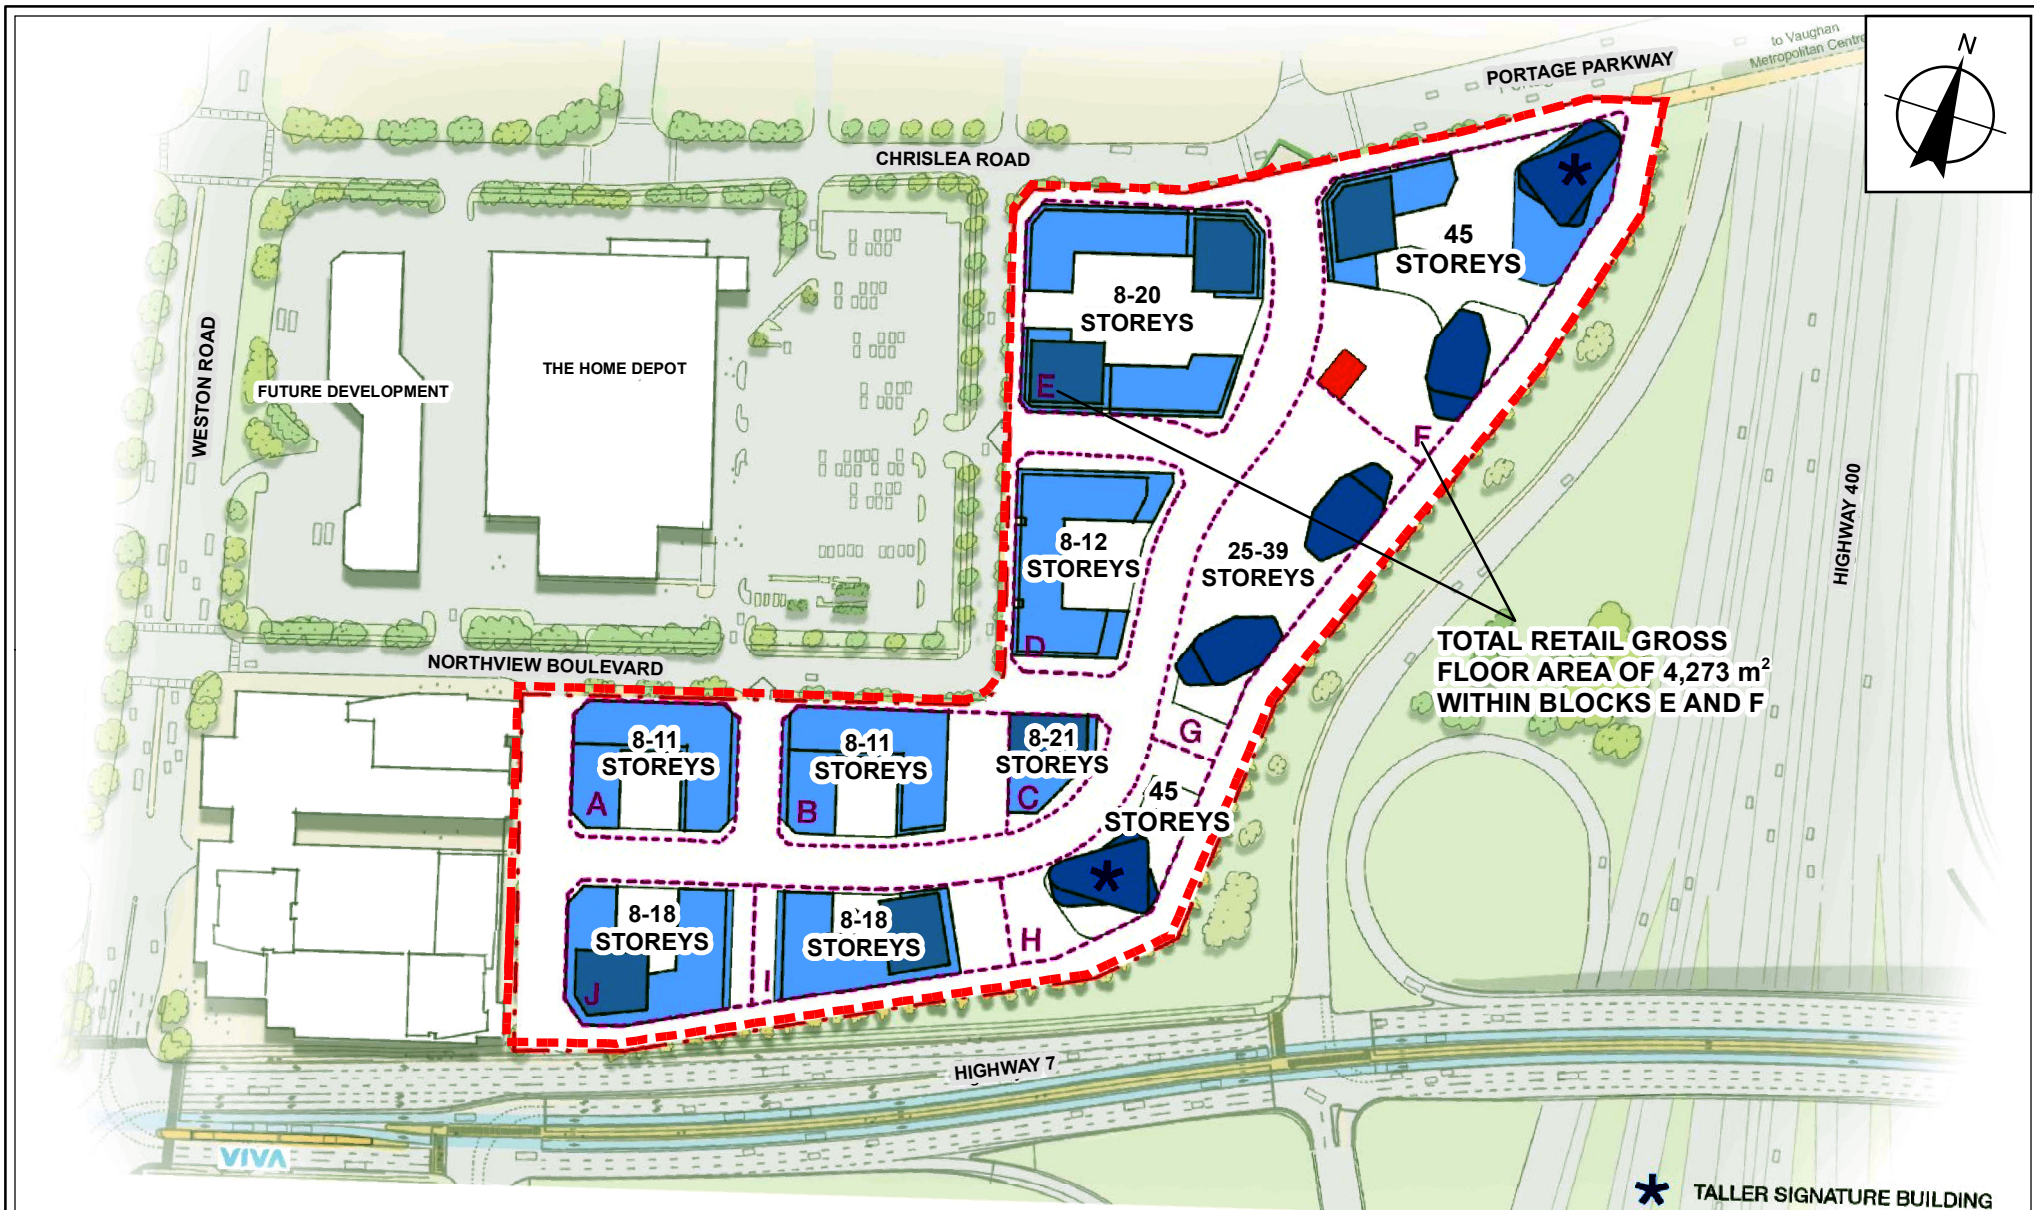 to Vaughan
Metropolitan Centre
N
PORTAGE PARKWAY
CHRISLEA ROAD
WESTON ROAD
FUTURE DEVELOPMENT
THE HOME DEPOT
45
STOREYS
8-20
STOREYS
E
F
HIGHWAY 400
8-12
STOREYS
D
25-39
STOREYS
TOTAL RETAIL GROSS
FLOOR AREA OF 4,273 m²
WITHIN BLOCKS E AND F
NORTHVIEW BOULEVARD
8-11
STOREYS
A
8-11
STOREYS
B
8-21
STOREYS
C
G
45
STOREYS
8-18
STOREYS
J
I
8-18
STOREYS
H
HIGHWAY 7
VIVA
TALLER SIGNATURE BUILDING